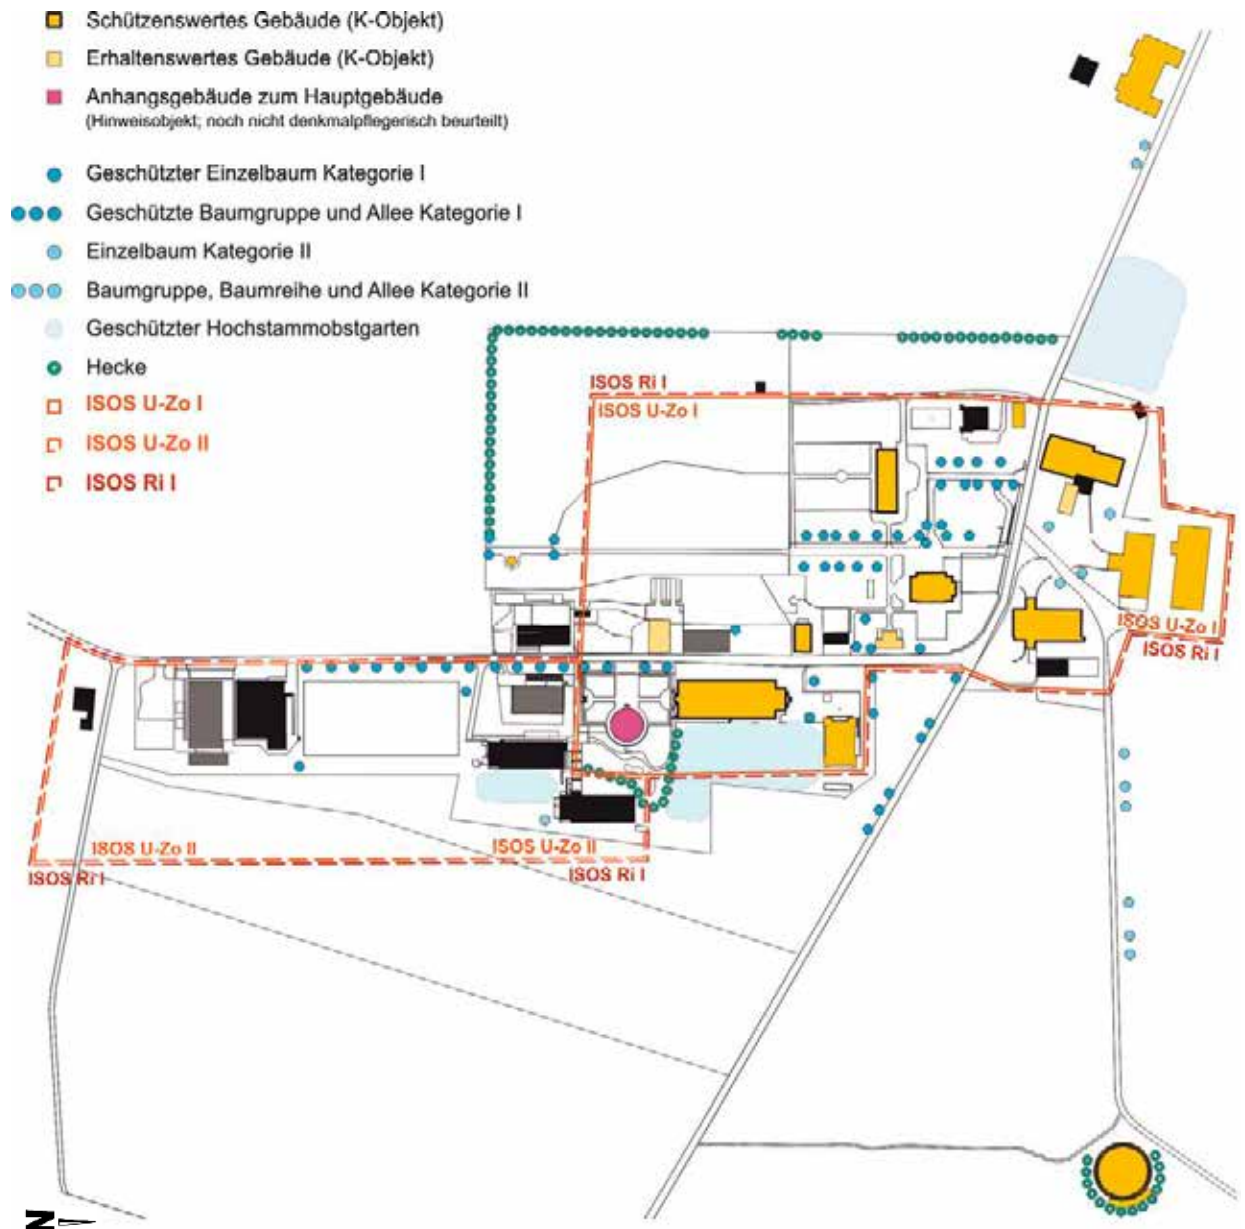 Schützenswertes Gebäude (K-Objekt)
Erhaltenswertes Gebäude (K-Objekt)
Anhangsgebäude zum Hauptgebäude
(Hinweisobjekt; noch nicht denkmalpflegerisch beurteilt)
Geschützter Einzelbaum Kategorie I
Geschützte Baumgruppe und Allee Kategorie I
Einzelbaum Kategorie II
Baumgruppe, Baumreihe und Allee Kategorie II
Geschützter Hochstammobstgarten
Hecke
ISOS U-Zo I
ISOS U-Zo II
ISOS Ri I
ISOS Ri I
ISOS U-Zo I
ISOS U-Zo I
ISOS Ri I
ISOS U-Zo II
ISOS U-Zo II
ISOS Ri I
ISOS Ri I
N